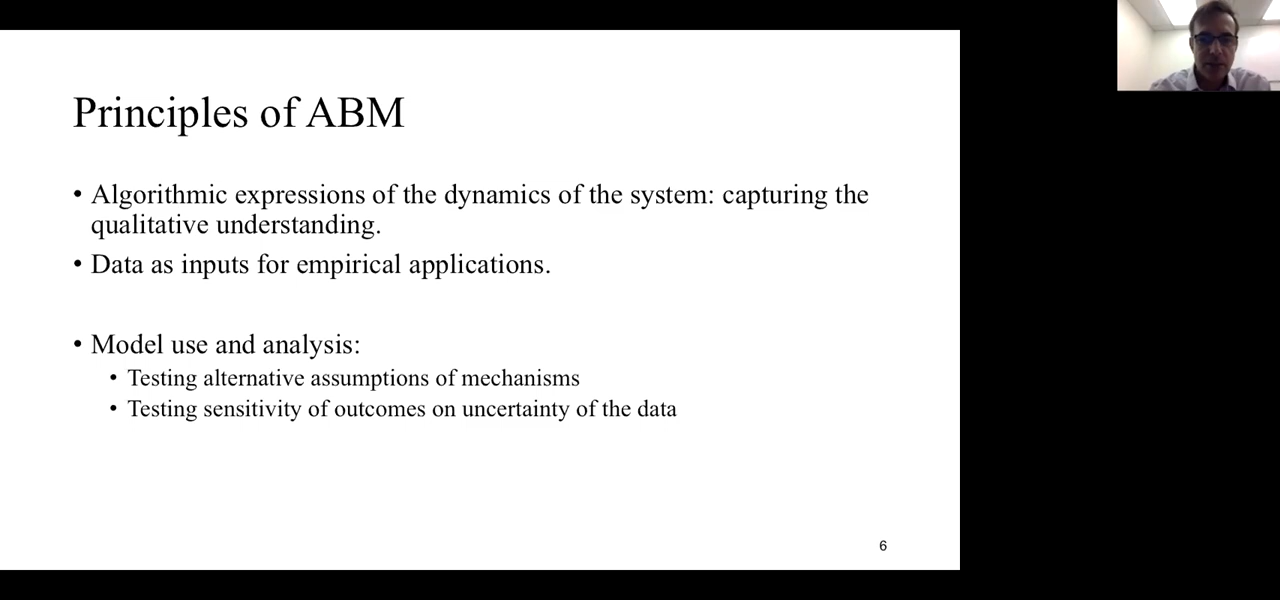 Principles of ABM
• Algorithmic expressions of the dynamics of the system: capturing the
qualitative understanding.
• Data as inputs for empirical applications.
• Model use and analysis:
• Testing alternative assumptions of mechanisms
• Testing sensitivity of outcomes on uncertainty of the data
6